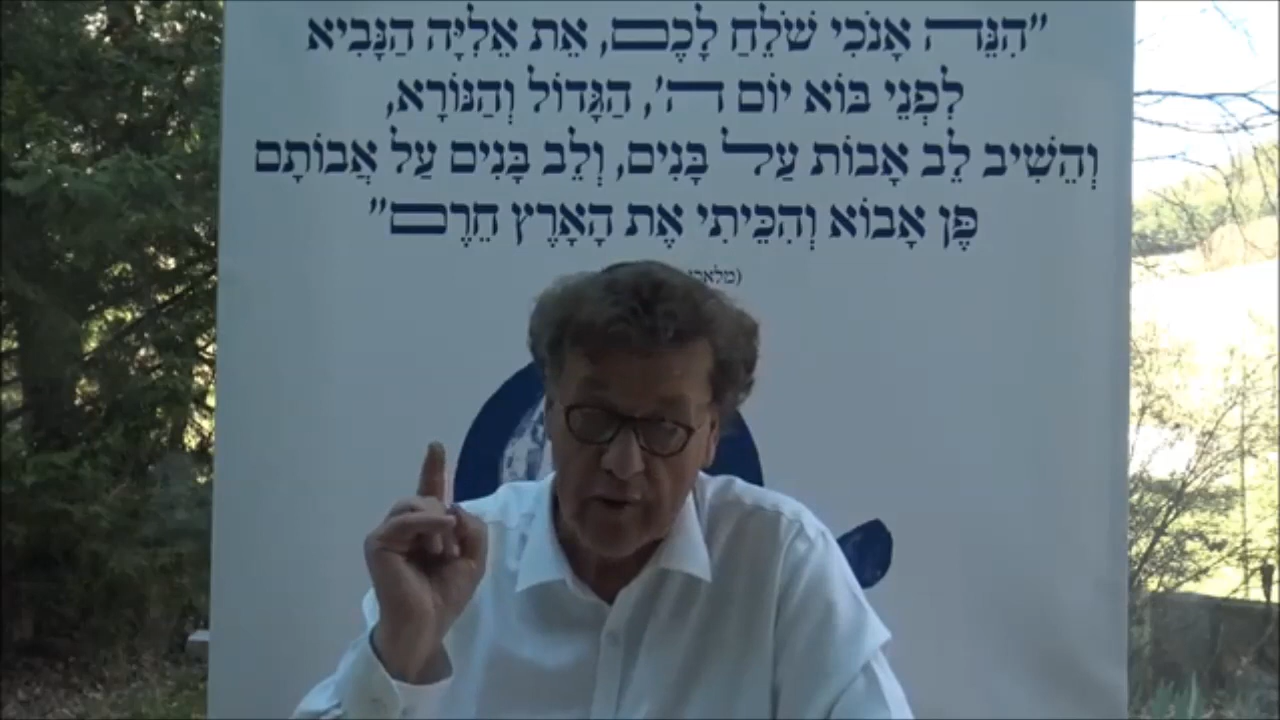 "הִנֵּה אָנֹכִי שֹׁלֵחַ לָכֶם, אֵת אֵלִיָּה הַנָּבִיא
לִפְנֵי בּוֹא יוֹם ה', הַגָּדוֹל וְהַנּוֹרָא,
וְהֵשִׁיב לֵב אָבוֹת עַל בָּנִים, וְלֵב בָּנִים עַל אֲבוֹתָם
פֶּן אָבוֹא וְהִכֵּיתִי אֶת הָאָרֶץ חֵרֶם"